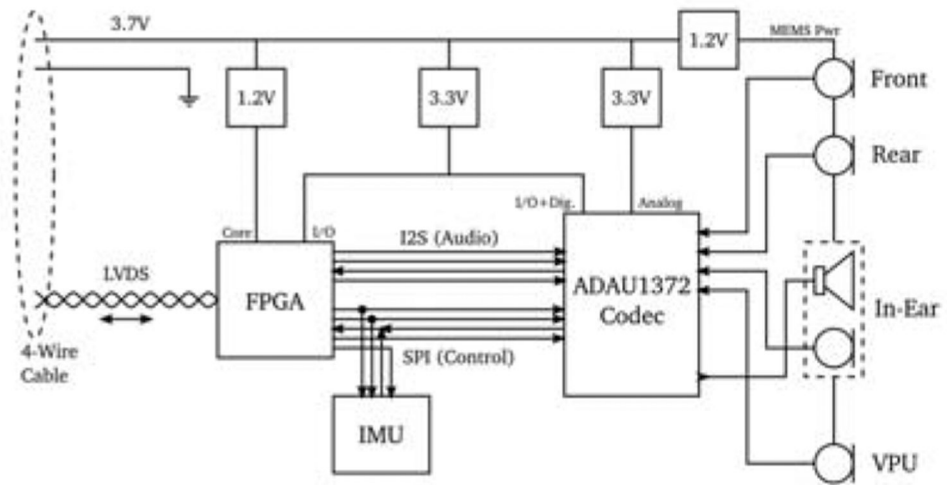 3.7V
1.2V
MEMS Pwr
1.2V
3.3V
3.3V
Front
Rear
I/O+Dig.
Analog
Core
I/O
I2S (Audio)
LVDS
FPGA
ADAU1372
Codec
In-Ear
4-Wire
Cable
SPI (Control)
IMU
VPU